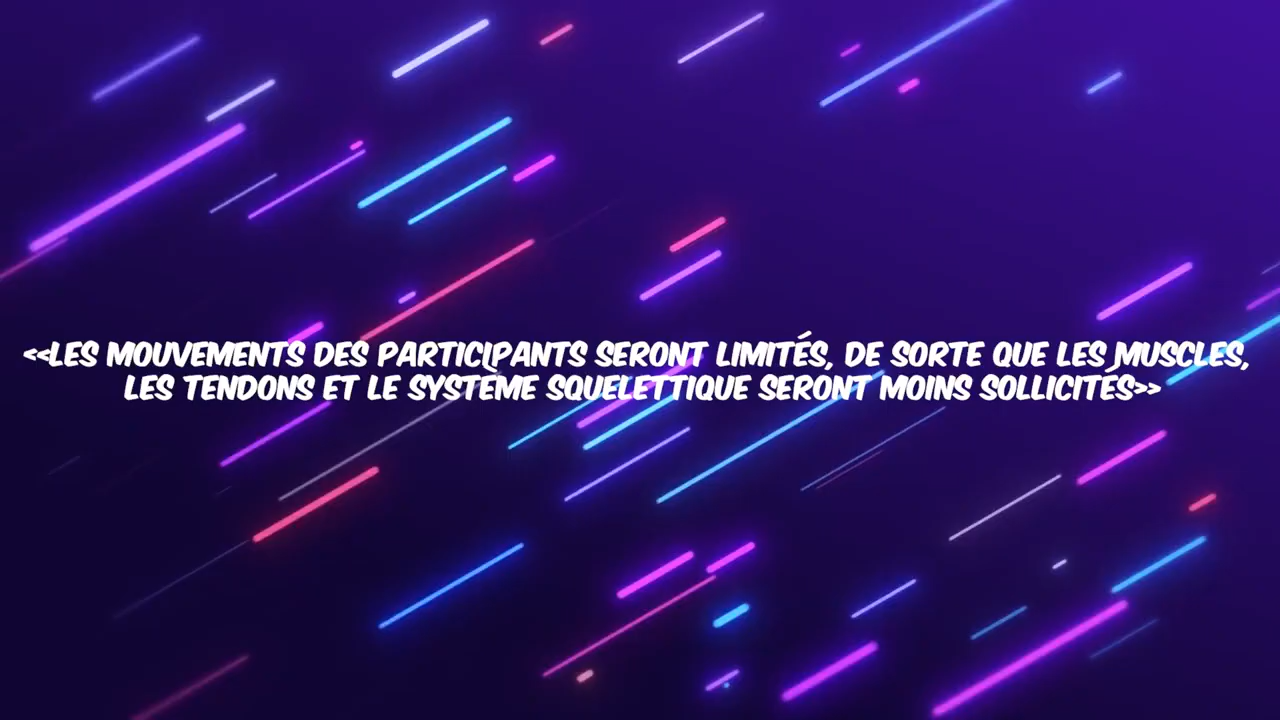 <<LES MOUVEMENTS DES PARTICIPANTS SERONT LIMITÉS, DE SORTE QUE LES MUSCLES,
LES TENDONS ET LE SYSTÈME SQUELETTIQUE SERONT MOINS SOLLICITÉS>>